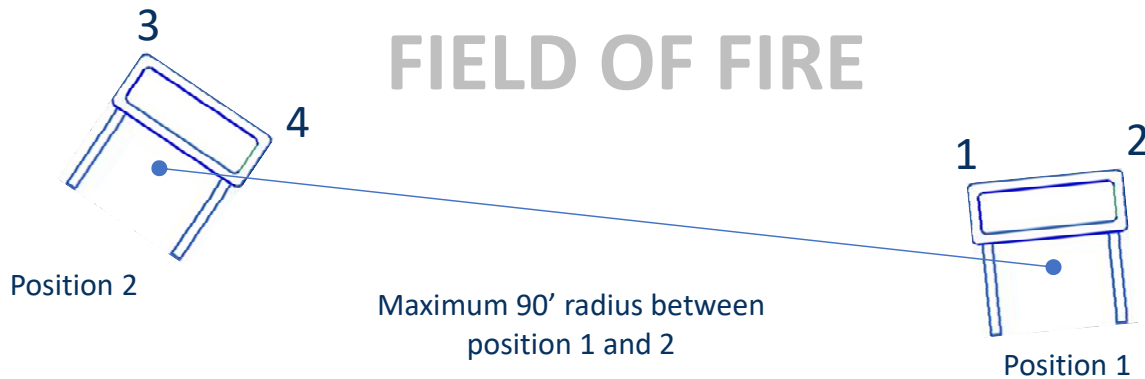 3
FIELD OF FIRE
4
1
2
Position 2
Maximum 90’ radius between
position 1 and 2
Position 1